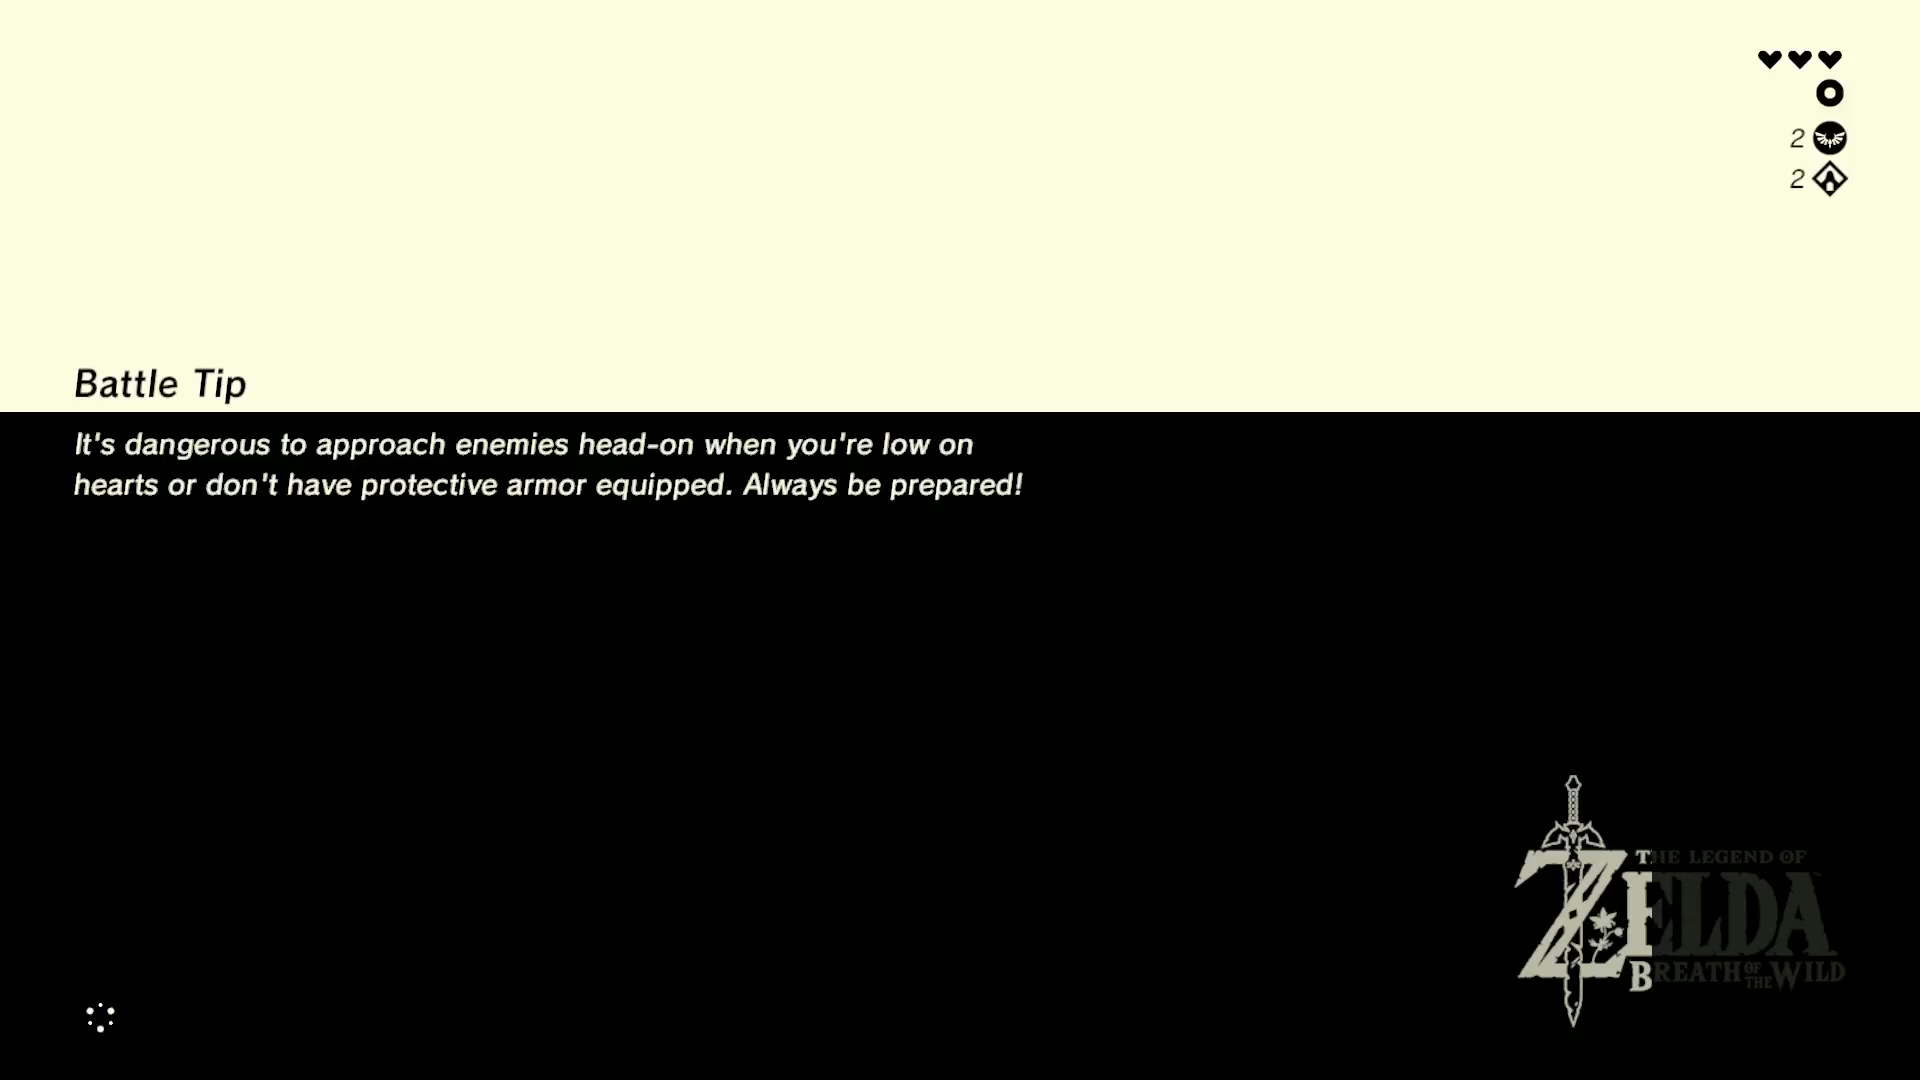 2
2
Battle Tip
It's dangerous to approach enemies head-on when you're low on
hearts or don't have protective armor equipped. Always be prepared!
THE LEGEND OF
ZELDA
BREATH OF THE WILD